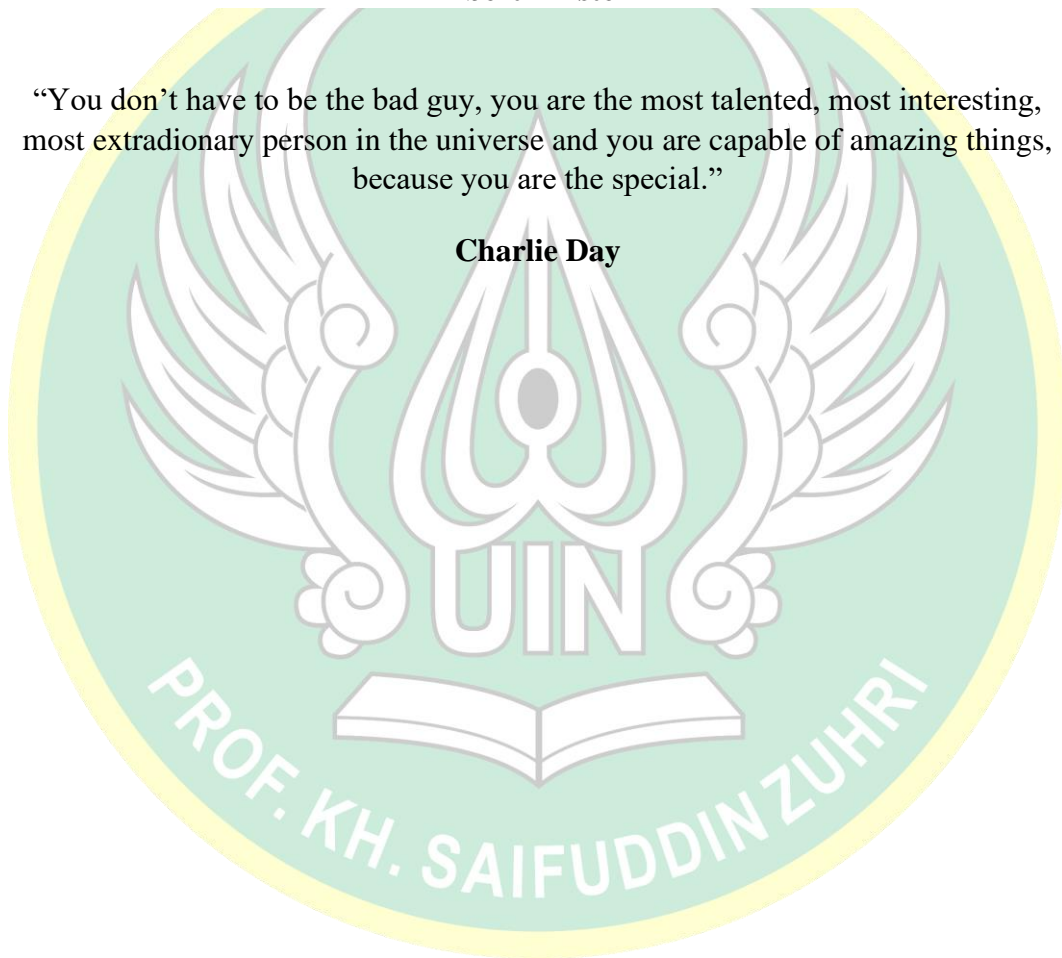 “You don’t have to be the bad guy, you are the most talented, most interesting,
most extradionary person in the universe and you are capable of amazing things,
because you are the special.”
Charlie Day
UIN
PROF. KH. SAIFUDDIN ZUHRI